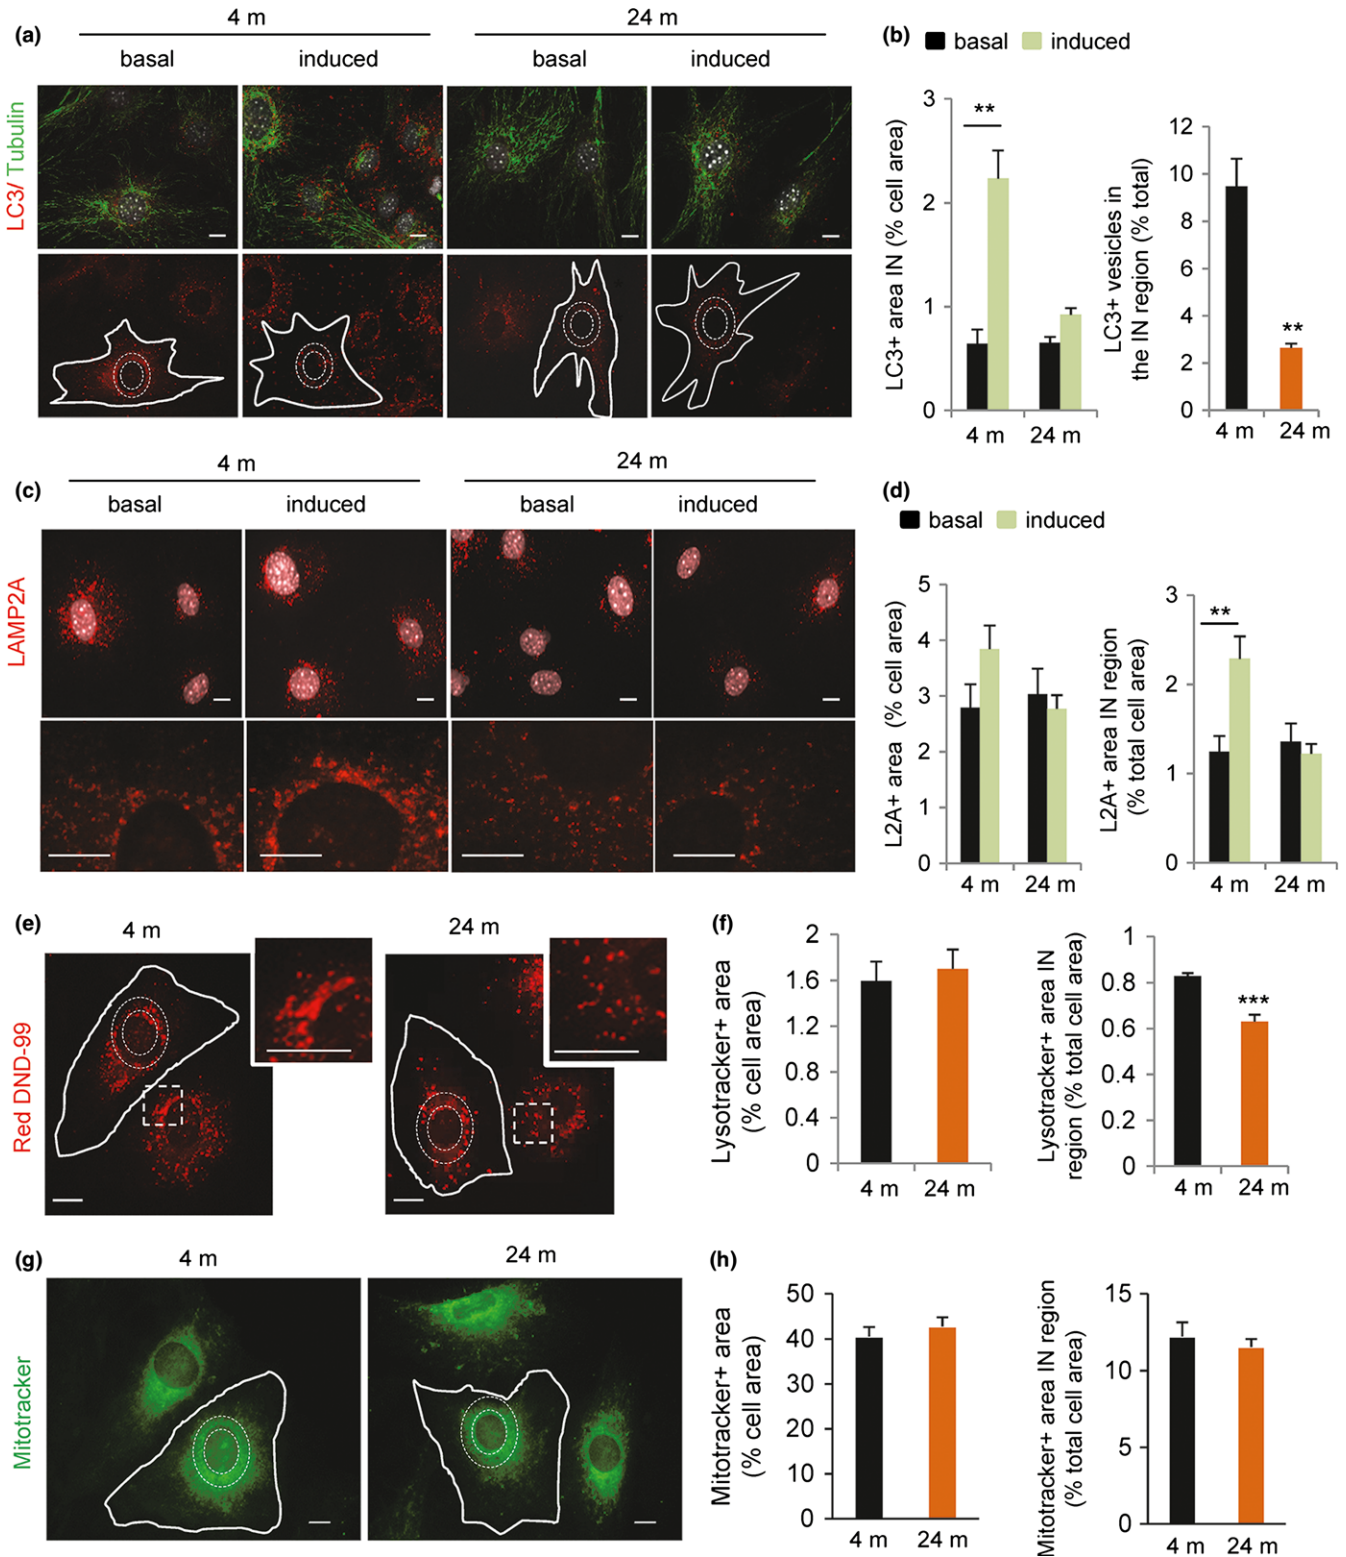 (a)
4 m
24 m
basal
induced
basal
induced
LC3/ Tubulin
(b)
basal
induced
LC3+ area IN (% cell area)
3
2
1
0
**
4 m
24 m
LC3+ vesicles in
the IN region (% total)
12
10
8
6
4
2
0
**
4 m
24 m
(c)
4 m
24 m
basal
induced
basal
induced
LAMP2A
(d)
basal
induced
L2A+ area (% cell area)
5
4
3
2
1
0
4 m
24 m
L2A+ area IN region
(% total cell area)
3
2
1
0
**
4 m
24 m
(e)
4 m
24 m
Red DND-99
(f)
Lysotracker+ area
(% cell area)
2
1.6
1.2
0.8
0.4
0
4 m
24 m
Lysotracker+ area IN
region (% total cell area)
1
0.8
0.6
0.4
0.2
0
***
4 m
24 m
(g)
4 m
24 m
Mitotracker
(h)
Mitotracker+ area
(% cell area)
50
40
30
20
10
0
4 m
24 m
Mitotracker+ area IN region
(% total cell area)
15
10
5
0
4 m
24 m